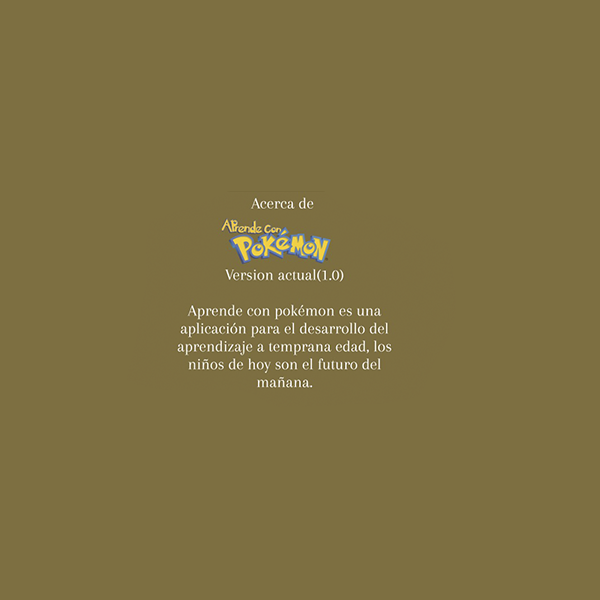 Acerca de
Aprende Con
Pokémon
Version actual(1.0)
Aprende con pokémon es una
aplicación para el desarrollo del
aprendizaje a temprana edad, los
niños de hoy son el futuro del
mañana.